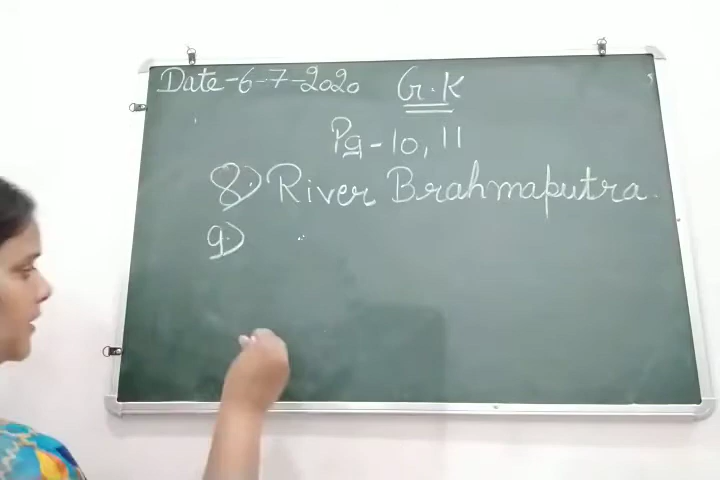 Date-6-7-2020 G.K
Pg-10, 11
8.) River Brahmaputra.
9.)